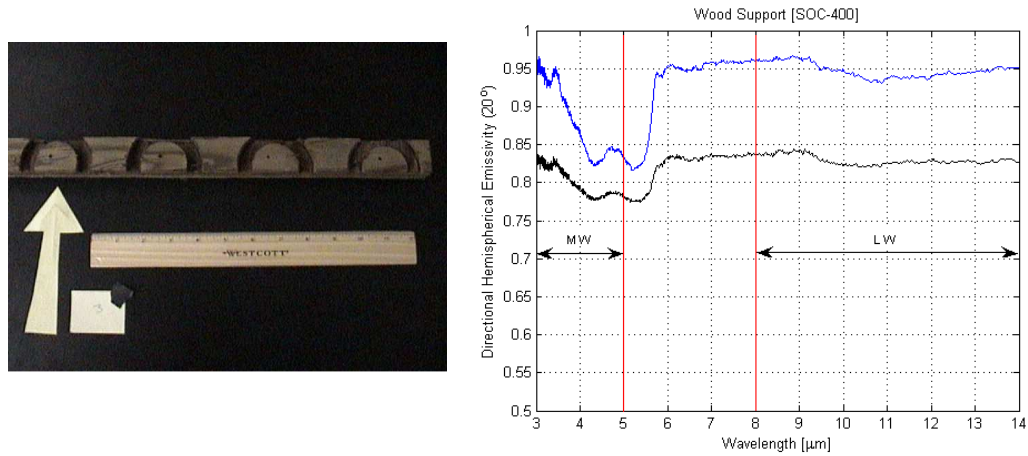 WESTCOTT
3
Wood Support [SOC-400]
Directional Hemispherical Emissivity (20°)
1
0.95
0.9
0.85
0.8
0.75
0.7
0.65
0.6
0.55
0.5
MW
LW
3 4 5 6 7 8 9 10 11 12 13 14
Wavelength [μm]